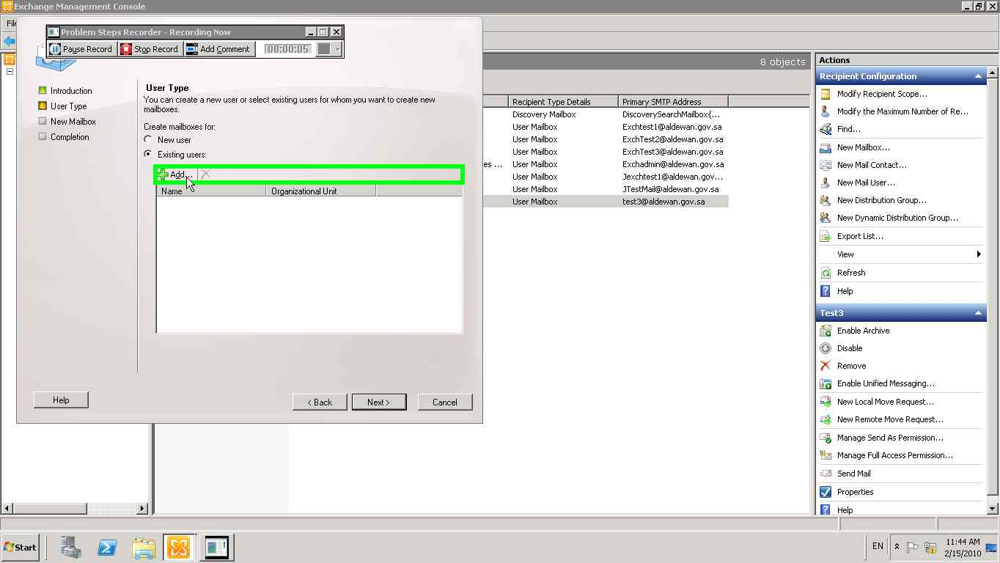 Exchange Management Console
File
Problem Steps Recorder - Recording Now
Pause Record
Stop Record
Add Comment
00:00:05
Introduction
User Type
New Mailbox
Completion
User Type
You can create a new user or select existing users for whom you want to create new
mailboxes.
Create mailboxes for:
New user
Existing users:
Add...
Name
Organizational Unit
Help
< Back
Next >
Cancel
8 objects
Recipient Type Details
Primary SMTP Address
Discovery Mailbox
DiscoverySearchMailbox{...
User Mailbox
Exchtest1@aldewan.gov.sa
User Mailbox
ExchTest2@aldewan.gov.sa
User Mailbox
ExchTest3@aldewan.gov.sa
es ...
User Mailbox
Exchadmin@aldewan.gov.sa
User Mailbox
Jexchtest1@aldewan.gov...
User Mailbox
JTestMail@aldewan.gov.sa
User Mailbox
test3@aldewan.gov.sa
Actions
Recipient Configuration
Modify Recipient Scope...
Modify the Maximum Number of Re...
Find...
New Mailbox...
New Mail Contact...
New Mail User...
New Distribution Group...
New Dynamic Distribution Group...
Export List...
View
Refresh
Help
Test3
Enable Archive
Disable
Remove
Enable Unified Messaging...
New Local Move Request...
New Remote Move Request...
Manage Send As Permission...
Manage Full Access Permission...
Send Mail
Properties
Help
Start
EN
11:44 AM
2/15/2010